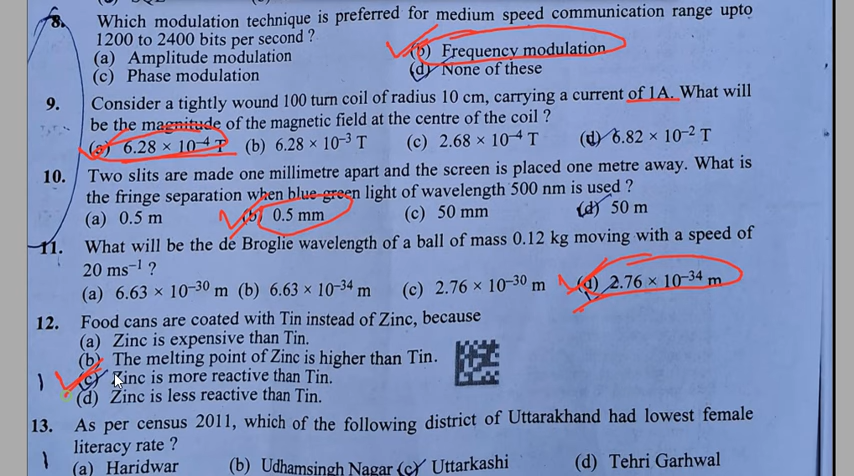 8. Which modulation technique is preferred for medium speed communication range upto
1200 to 2400 bits per second ?
(a) Amplitude modulation (b) Frequency modulation
(c) Phase modulation (d) None of these
9. Consider a tightly wound 100 turn coil of radius 10 cm, carrying a current of 1A. What will
be the magnetude of the magnetic field at the centre of the coil ?
(a) 6.28 × 10⁻⁴ T (b) 6.28 × 10⁻³ T (c) 2.68 × 10⁻⁴ T (d) 6.82 × 10⁻² T
10. Two slits are made one millimetre apart and the screen is placed one metre away. What is
the fringe separation when blue-green light of wavelength 500 nm is used ?
(a) 0.5 m (b) 0.5 mm (c) 50 mm (d) 50 m
11. What will be the de Broglie wavelength of a ball of mass 0.12 kg moving with a speed of
20 ms⁻¹ ?
(a) 6.63 × 10⁻³⁰ m (b) 6.63 × 10⁻³⁴ m (c) 2.76 × 10⁻³⁰ m (d) 2.76 × 10⁻³⁴ m
12. Food cans are coated with Tin instead of Zinc, because
(a) Zinc is expensive than Tin.
(b) The melting point of Zinc is higher than Tin.
(c) Zinc is more reactive than Tin.
(d) Zinc is less reactive than Tin.
13. As per census 2011, which of the following district of Uttarakhand had lowest female
literacy rate ?
(a) Haridwar (b) Udhamsingh Nagar (c) Uttarkashi (d) Tehri Garhwal